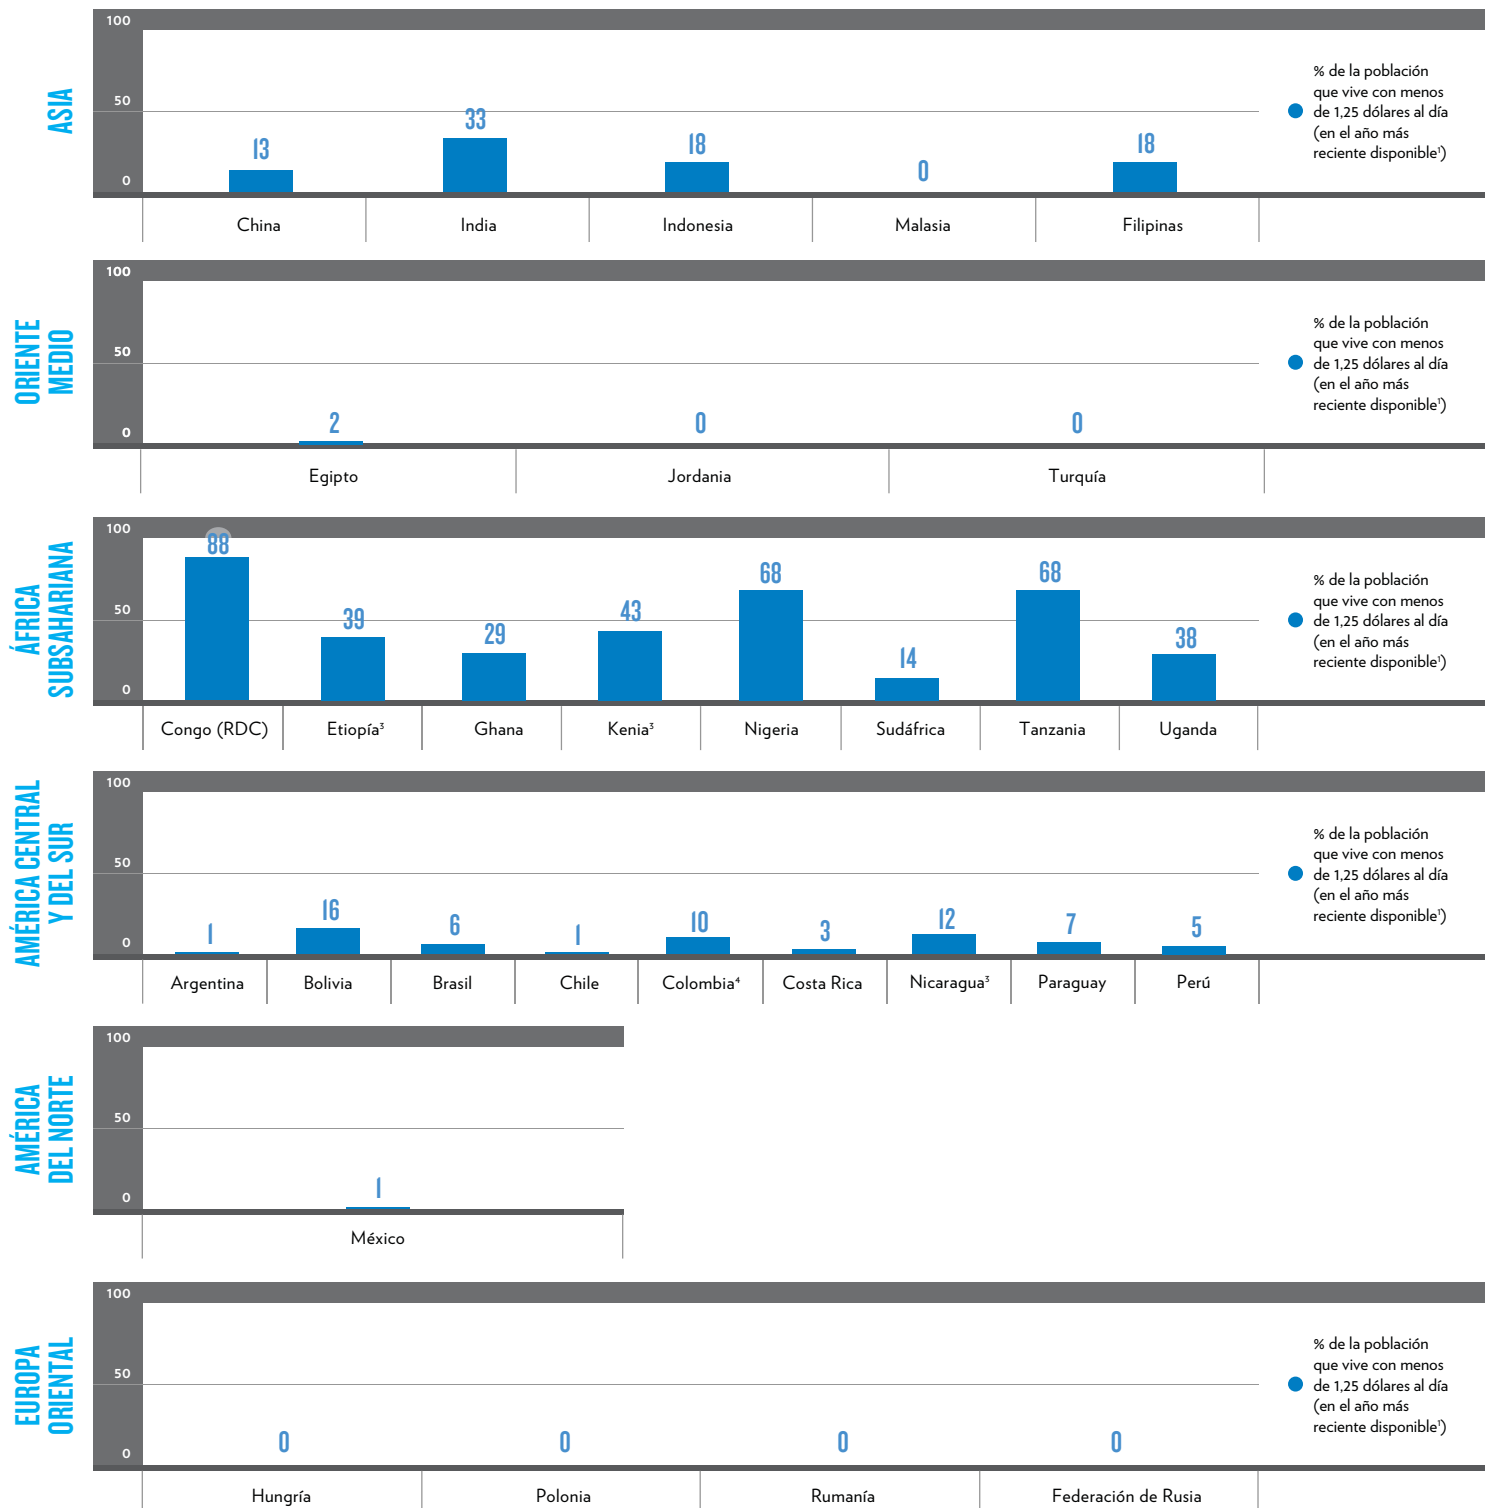 ASIA
100
50
0
13
33
18
0
18
China
India
Indonesia
Malasia
Filipinas
% de la población
que vive con menos
de 1,25 dólares al día
(en el año más
reciente disponible¹)
ORIENTE
MEDIO
100
50
0
2
0
0
Egipto
Jordania
Turquía
% de la población
que vive con menos
de 1,25 dólares al día
(en el año más
reciente disponible¹)
ÁFRICA
SUBSAHARIANA
100
50
0
88
39
29
43
68
14
68
38
Congo (RDC)
Etiopía³
Ghana
Kenia³
Nigeria
Sudáfrica
Tanzania
Uganda
% de la población
que vive con menos
de 1,25 dólares al día
(en el año más
reciente disponible¹)
AMÉRICA CENTRAL
Y DEL SUR
100
50
0
1
16
6
1
10
3
12
7
5
Argentina
Bolivia
Brasil
Chile
Colombia⁴
Costa Rica
Nicaragua³
Paraguay
Perú
% de la población
que vive con menos
de 1,25 dólares al día
(en el año más
reciente disponible¹)
AMÉRICA
DEL NORTE
100
50
0
1
México
EUROPA
ORIENTAL
100
50
0
0
0
0
0
Hungría
Polonia
Rumanía
Federación de Rusia
% de la población
que vive con menos
de 1,25 dólares al día
(en el año más
reciente disponible¹)